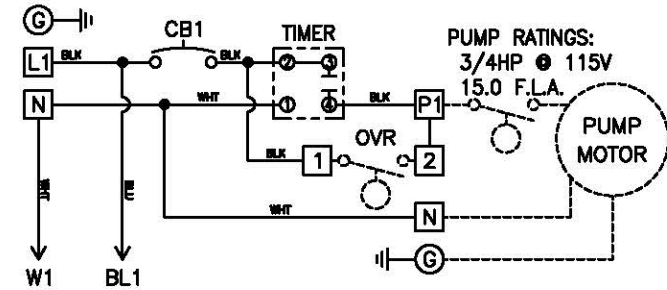 G
CB1
TIMER
PUMP RATINGS:
3/4HP @ 115V
15.0 F.L.A.
L1
BLK
BLK
2
3
N
WHT
1
4
BLK
P1
PUMP
MOTOR
OVR
BLK
1
2
WHT
BLU
WHT
N
G
W1
BL1